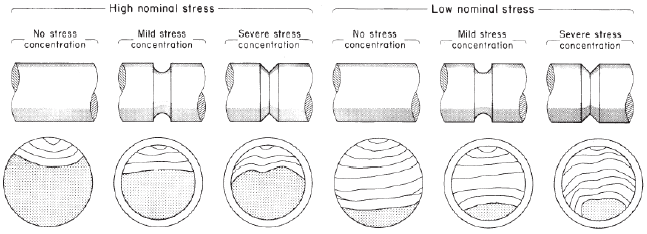 High nominal stress
Low nominal stress
No stress
concentration
Mild stress
concentration
Severe stress
concentration
No stress
concentration
Mild stress
concentration
Severe stress
concentration